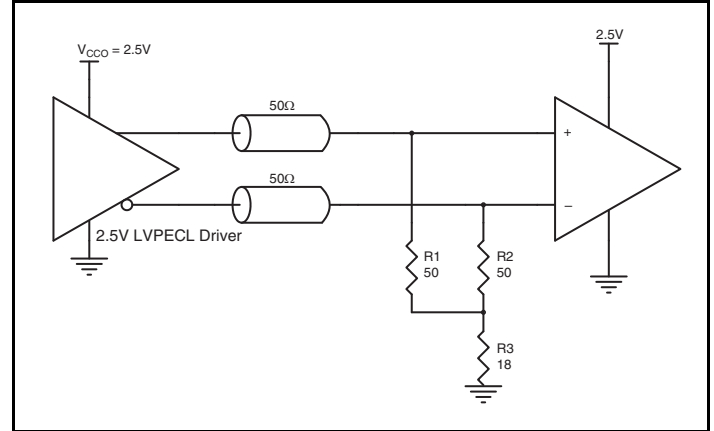 V_CCO = 2.5V
2.5V
50Ω
+
50Ω
−
2.5V LVPECL Driver
R1
50
R2
50
R3
18